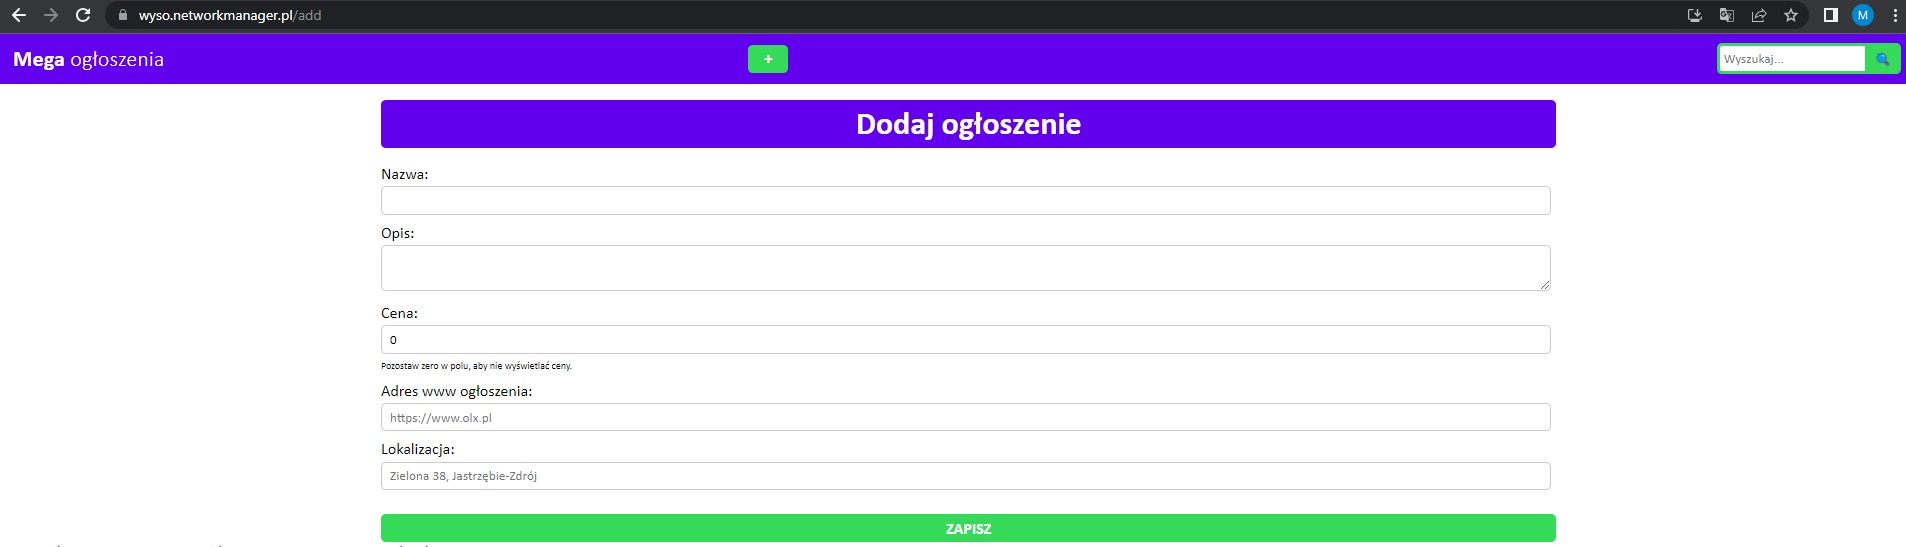 wyso.networkmanager.pl/add
M
Mega ogłoszenia
+
Wyszukaj...
Dodaj ogłoszenie
Nazwa:
Opis:
Cena:
0
Pozostaw zero w polu, aby nie wyświetlać ceny.
Adres www ogłoszenia:
https://www.olx.pl
Lokalizacja:
Zielona 38, Jastrzębie-Zdrój
ZAPISZ